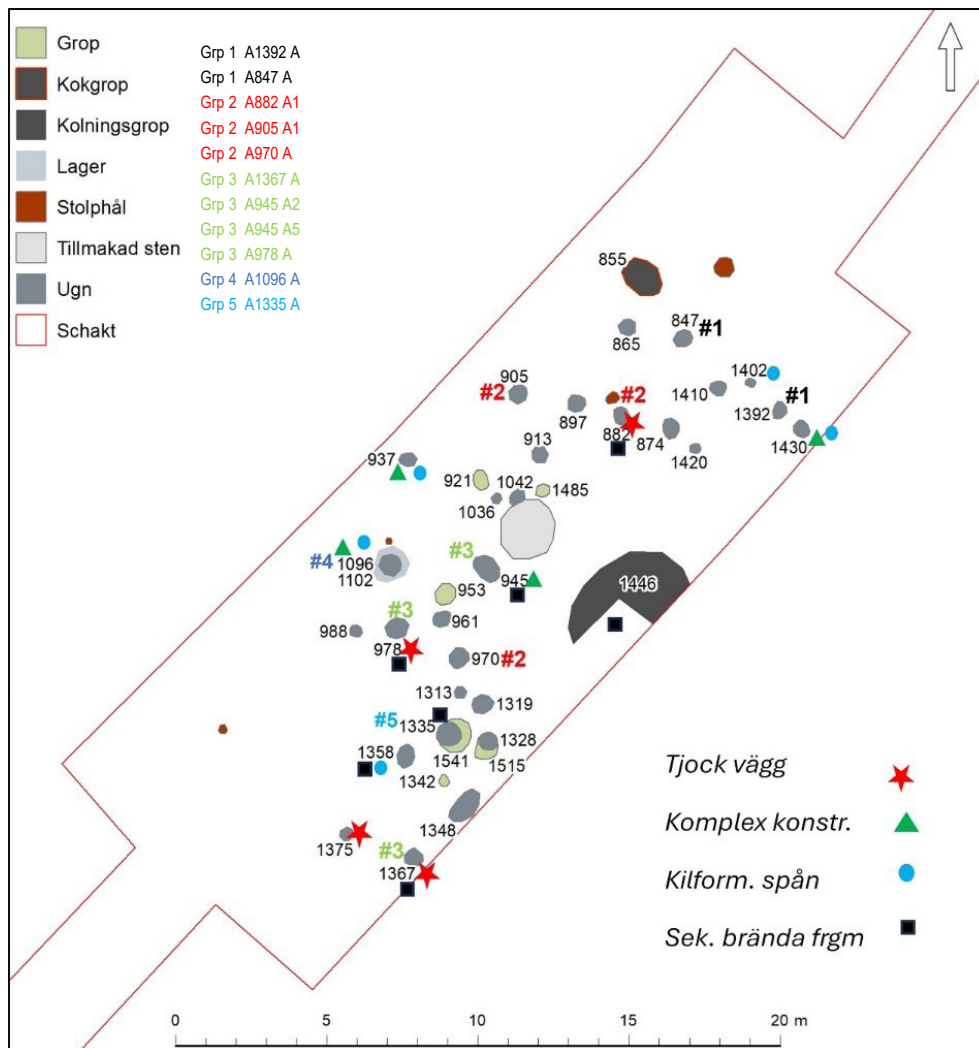 Grop
Kokgrop
Kolningsgrop
Lager
Stolphål
Tillmakad sten
Ugn
Schakt
Grp 1 A1392 A
Grp 1 A847 A
Grp 2 A882 A1
Grp 2 A905 A1
Grp 2 A970 A
Grp 3 A1367 A
Grp 3 A945 A2
Grp 3 A945 A5
Grp 3 A978 A
Grp 4 A1096 A
Grp 5 A1335 A
855
847
#1
865
1402
905
#2
#2
1410
#1
1392
897
882
874
1430
913
1420
937
921
1042
1485
1036
#3
#4
1096
1102
945
1446
953
#3
961
988
978
970
#2
1313
1319
#5
1335
1328
1358
1541
1515
1342
1348
1375
#3
1367
Tjock vägg
Komplex konstr.
Kilform. spån
Sek. brända frgm
0
5
10
15
20 m